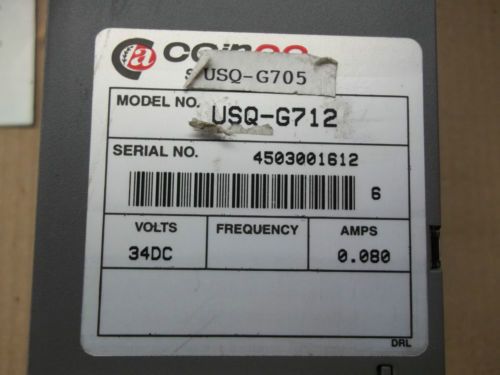 USQ-G705
MODEL NO. USQ-G712
SERIAL NO. 4503001612
6
VOLTS FREQUENCY AMPS
34DC 0.080
DRL